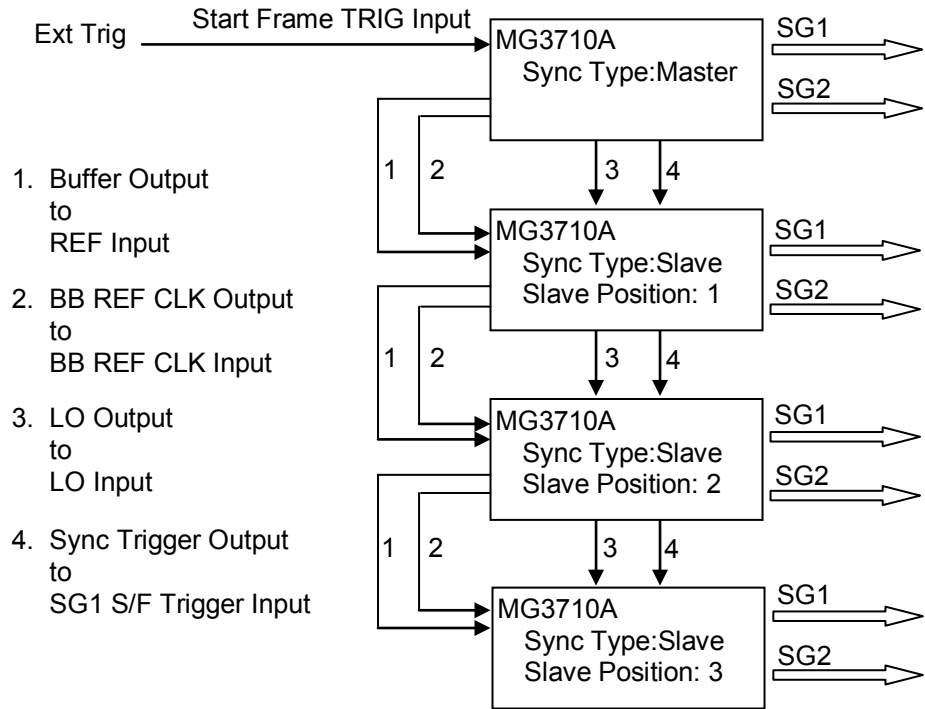 Ext Trig
Start Frame TRIG Input
MG3710A
Sync Type:Master
SG1
SG2
1
2
3
4
1. Buffer Output
to
REF Input
2. BB REF CLK Output
to
BB REF CLK Input
3. LO Output
to
LO Input
4. Sync Trigger Output
to
SG1 S/F Trigger Input
MG3710A
Sync Type:Slave
Slave Position: 1
SG1
SG2
1
2
3
4
MG3710A
Sync Type:Slave
Slave Position: 2
SG1
SG2
1
2
3
4
MG3710A
Sync Type:Slave
Slave Position: 3
SG1
SG2